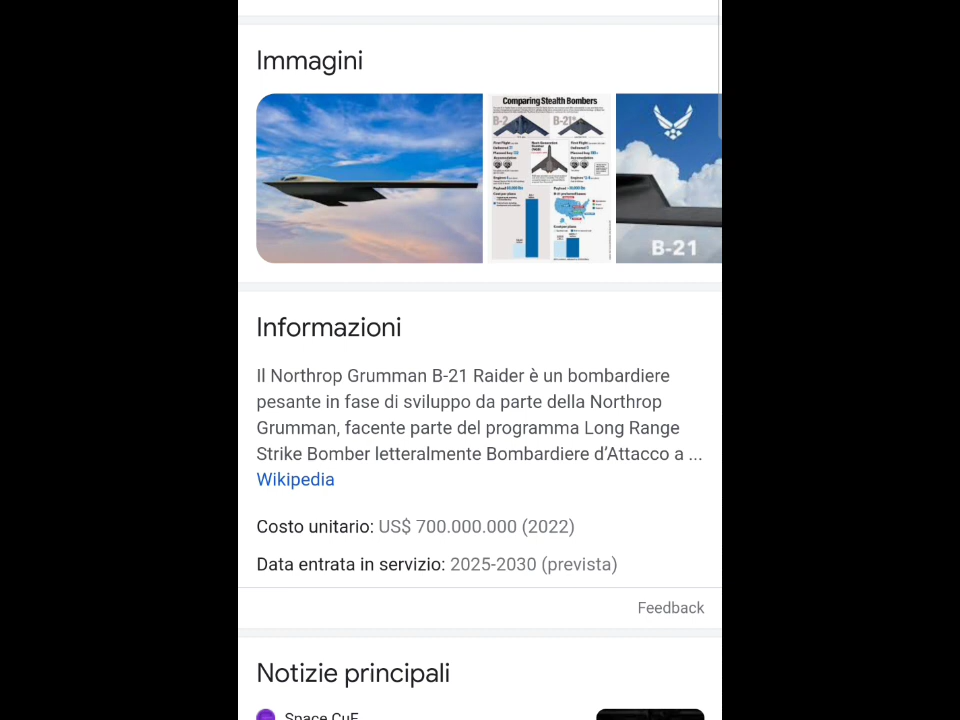 Immagini
Comparing Stealth Bombers
B-2
B-21
B-21
Informazioni
Il Northrop Grumman B-21 Raider è un bombardiere
pesante in fase di sviluppo da parte della Northrop
Grumman, facente parte del programma Long Range
Strike Bomber letteralmente Bombardiere d’Attacco a ...
Wikipedia
Costo unitario: US$ 700.000.000 (2022)
Data entrata in servizio: 2025-2030 (prevista)
Feedback
Notizie principali